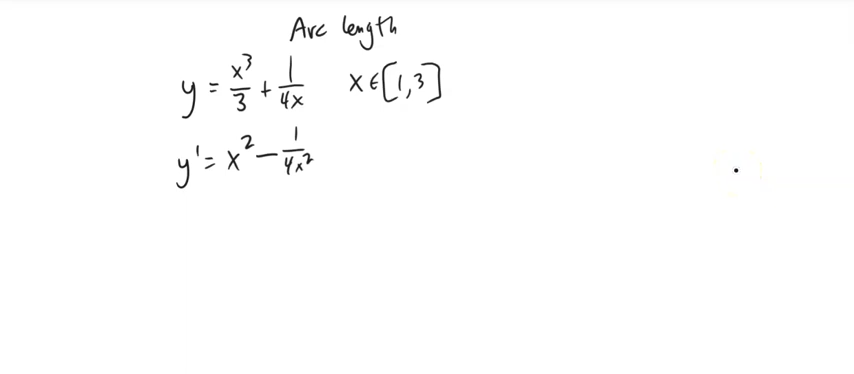 Arc length
y = x³/3 + 1/4x   x ∈ [1,3]
y' = x² − 1/4x²